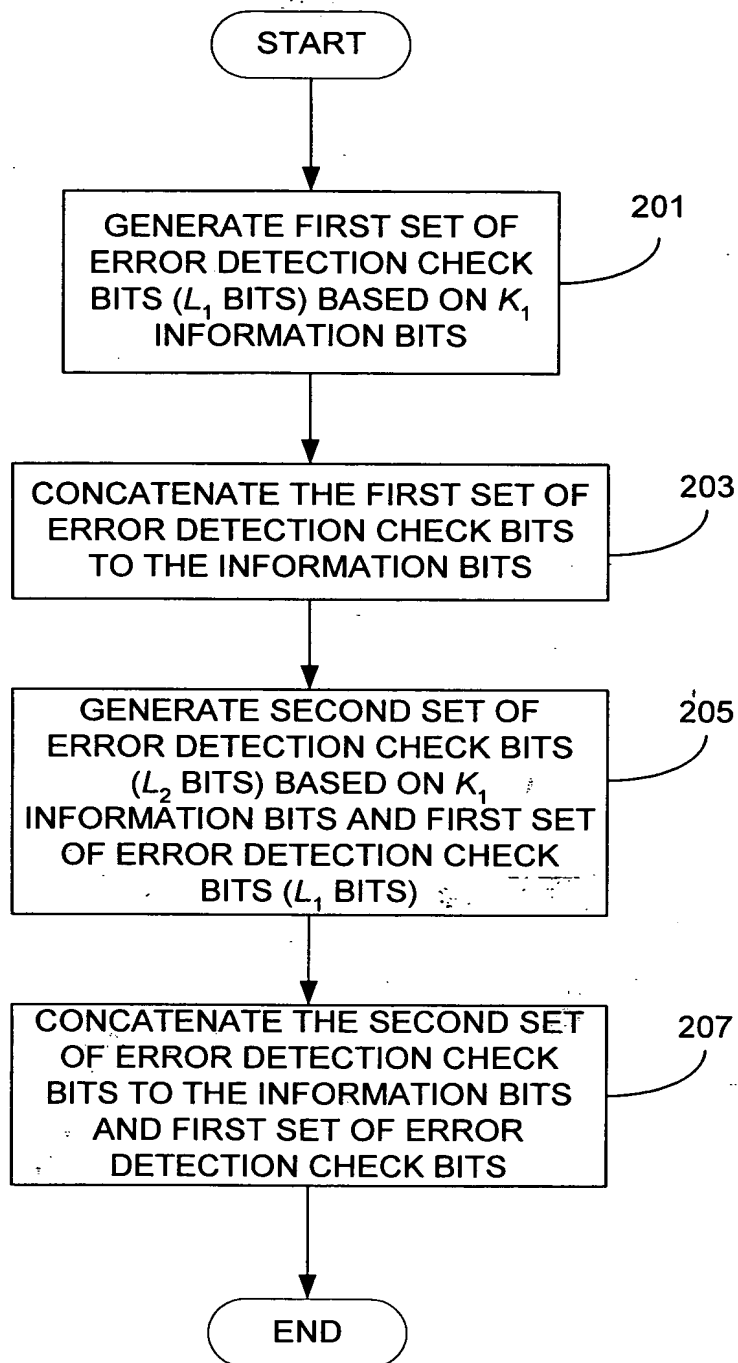 START
GENERATE FIRST SET OF
ERROR DETECTION CHECK
BITS (L₁ BITS) BASED ON K₁
INFORMATION BITS
201
CONCATENATE THE FIRST SET OF
ERROR DETECTION CHECK BITS
TO THE INFORMATION BITS
203
GENERATE SECOND SET OF
ERROR DETECTION CHECK BITS
(L₂ BITS) BASED ON K₁
INFORMATION BITS AND FIRST SET
OF ERROR DETECTION CHECK
BITS (L₁ BITS)
205
CONCATENATE THE SECOND SET
OF ERROR DETECTION CHECK
BITS TO THE INFORMATION BITS
AND FIRST SET OF ERROR
DETECTION CHECK BITS
207
END